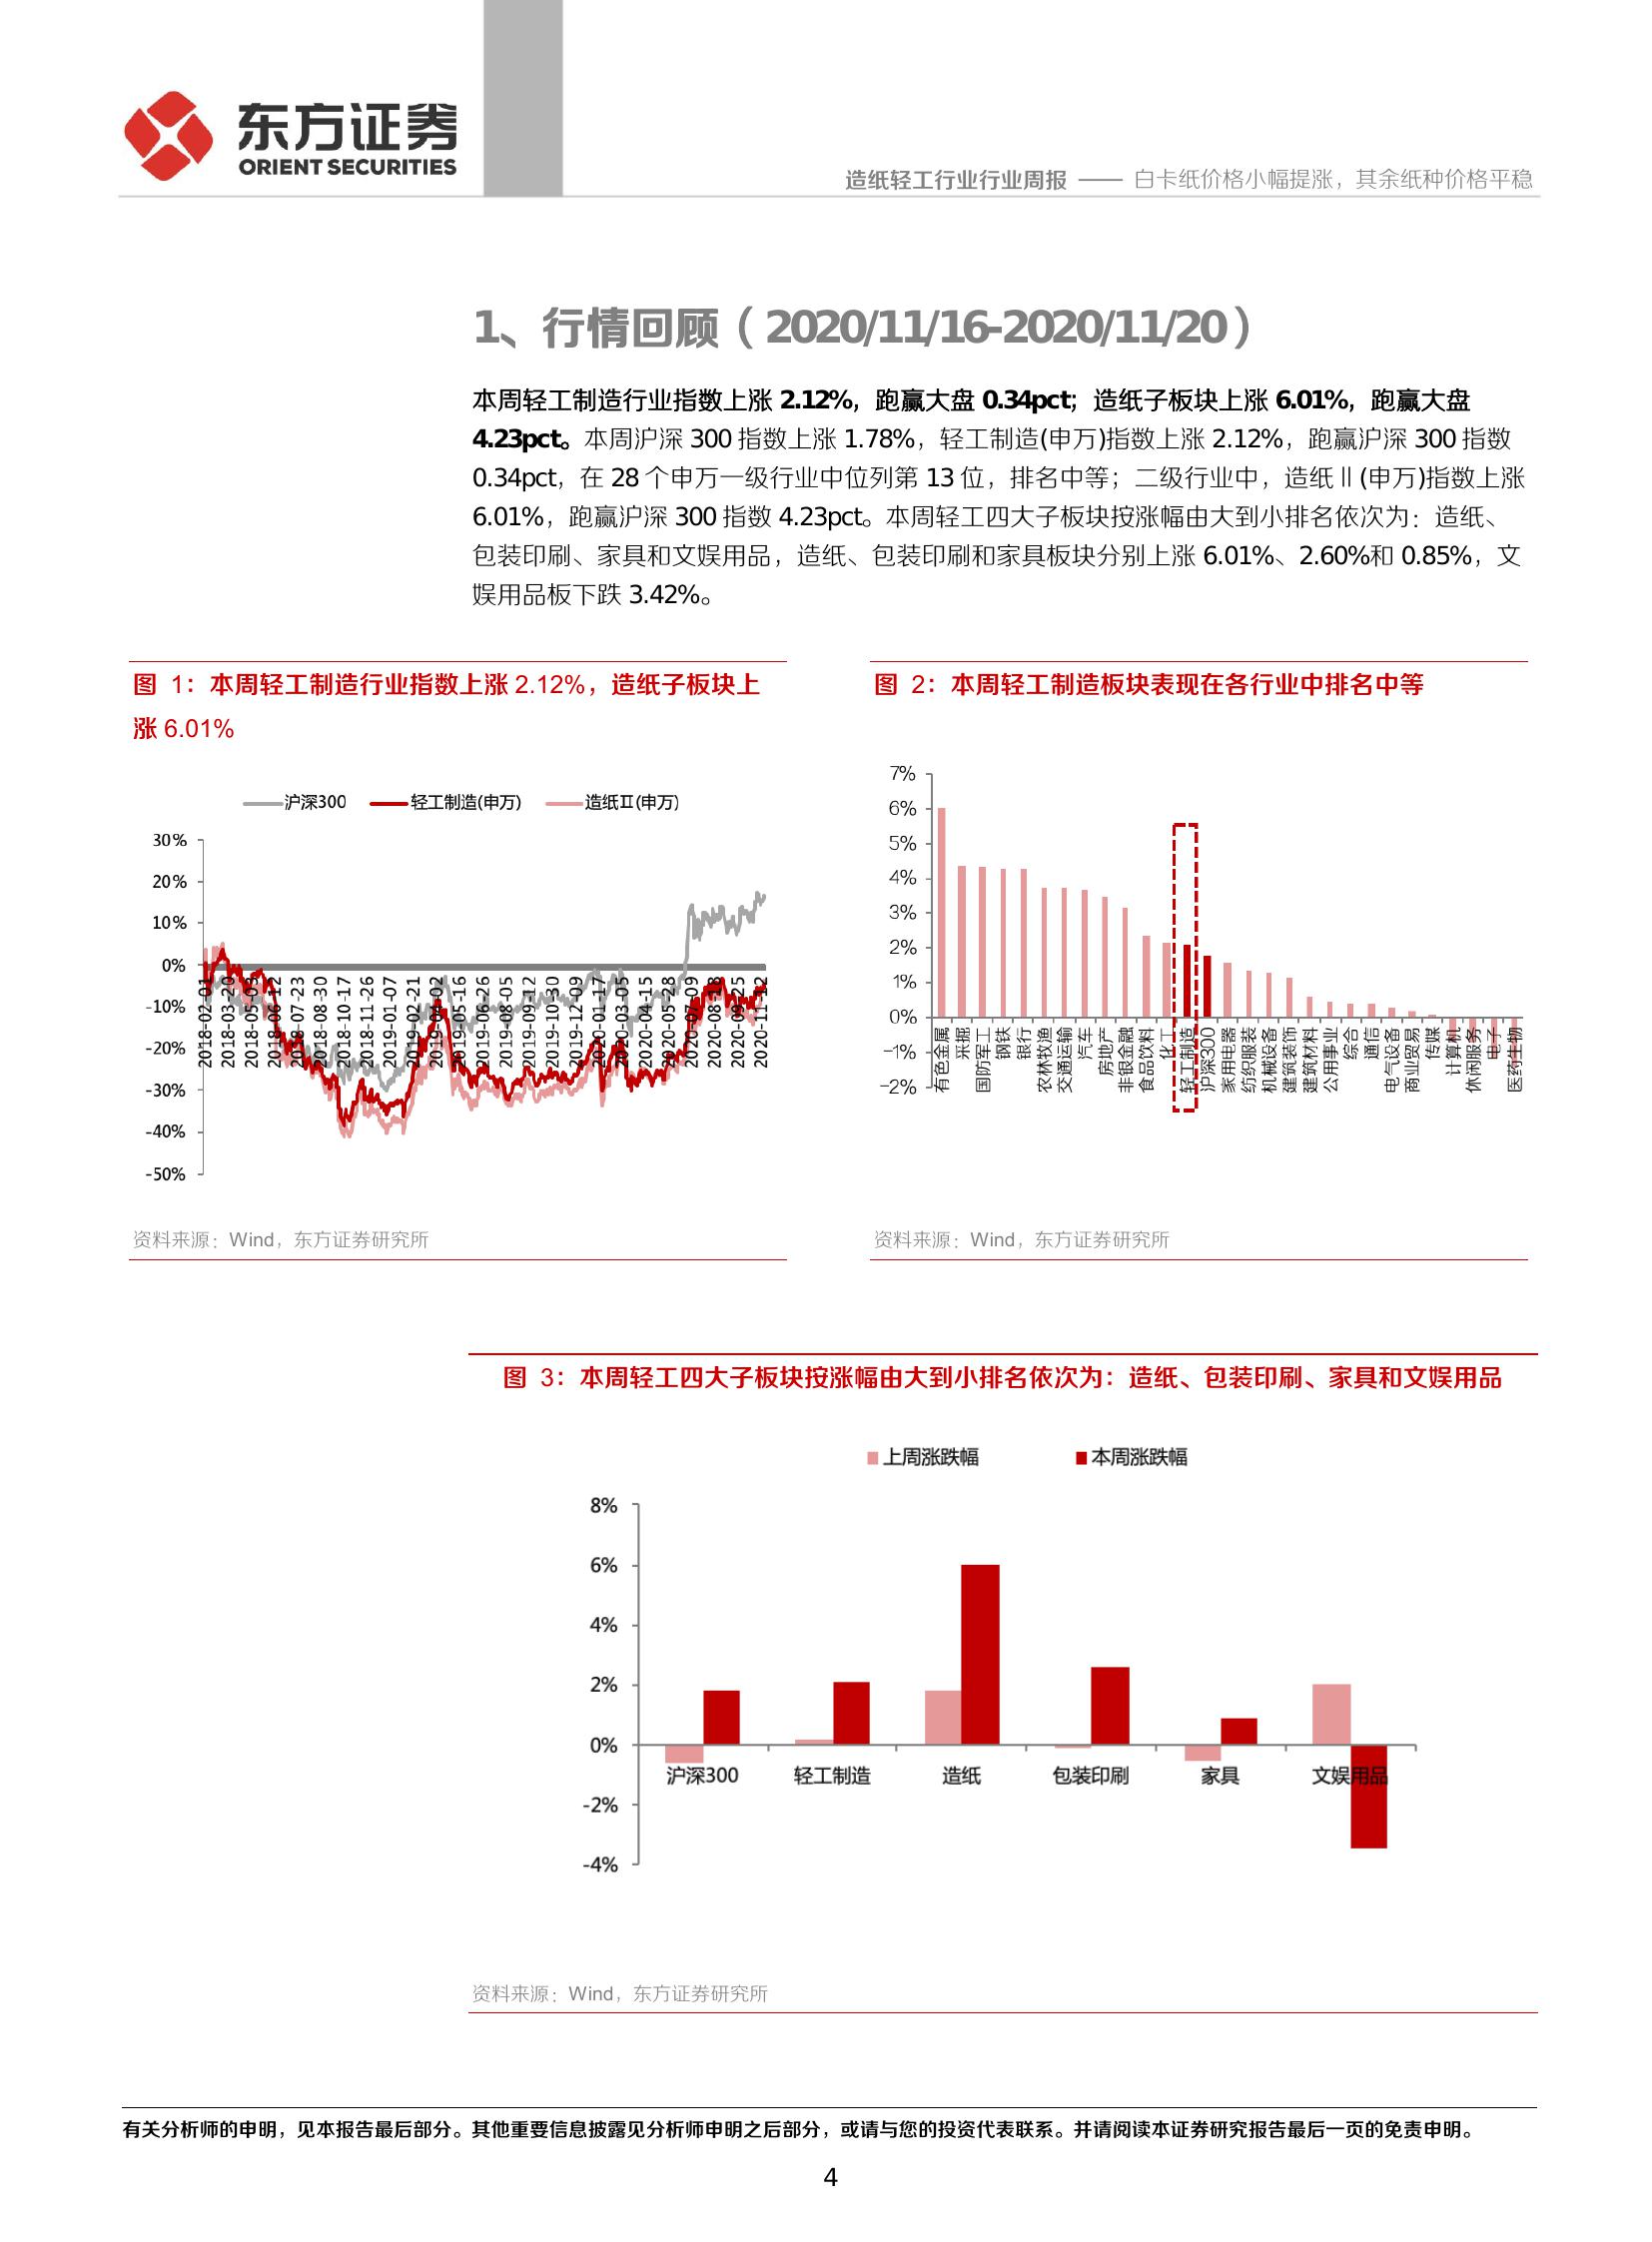 东方证券
ORIENT SECURITIES
造纸轻工行业行业周报 —— 白卡纸价格小幅提涨，其余纸种价格平稳
1、行情回顾（2020/11/16-2020/11/20）
本周轻工制造行业指数上涨 2.12%，跑赢大盘 0.34pct；造纸子板块上涨 6.01%，跑赢大盘
4.23pct。本周沪深 300 指数上涨 1.78%，轻工制造(申万)指数上涨 2.12%，跑赢沪深 300 指数
0.34pct，在 28 个申万一级行业中位列第 13 位，排名中等；二级行业中，造纸Ⅱ(申万)指数上涨
6.01%，跑赢沪深 300 指数 4.23pct。本周轻工四大子板块按涨幅由大到小排名依次为：造纸、
包装印刷、家具和文娱用品，造纸、包装印刷和家具板块分别上涨 6.01%、2.60%和 0.85%，文
娱用品板下跌 3.42%。
图 1：本周轻工制造行业指数上涨 2.12%，造纸子板块上
涨 6.01%
沪深300 轻工制造(申万) 造纸Ⅱ(申万)
30%
20%
10%
0%
-10%
-20%
-30%
-40%
-50%
2018-02-01
2018-03-20
2018-05-03
2018-06-12
2018-07-23
2018-08-30
2018-10-17
2018-11-26
2019-01-07
2019-02-21
2019-04-02
2019-05-16
2019-06-26
2019-08-05
2019-09-12
2019-10-30
2019-12-09
2020-01-17
2020-03-05
2020-04-15
2020-05-28
2020-07-09
2020-08-18
2020-09-25
2020-11-12
资料来源：Wind，东方证券研究所
图 2：本周轻工制造板块表现在各行业中排名中等
7%
6%
5%
4%
3%
2%
1%
0%
-1%
-2%
有色金属
采掘
国防军工
钢铁
银行
农林牧渔
交通运输
汽车
房地产
非银金融
食品饮料
化工
轻工制造
沪深300
家用电器
纺织服装
机械设备
建筑装饰
建筑材料
公用事业
综合
通信
电气设备
商业贸易
传媒
计算机
休闲服务
电子
医药生物
资料来源：Wind，东方证券研究所
图 3：本周轻工四大子板块按涨幅由大到小排名依次为：造纸、包装印刷、家具和文娱用品
上周涨跌幅 本周涨跌幅
8%
6%
4%
2%
0%
-2%
-4%
沪深300 轻工制造 造纸 包装印刷 家具 文娱用品
资料来源：Wind，东方证券研究所
有关分析师的申明，见本报告最后部分。其他重要信息披露见分析师申明之后部分，或请与您的投资代表联系。并请阅读本证券研究报告最后一页的免责申明。
4